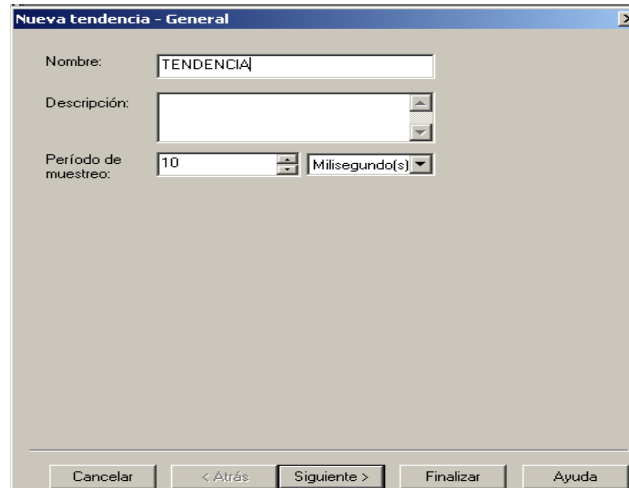 Nueva tendencia - General
Nombre: TENDENCIA
Descripción:
Período de muestreo: 10 Milisegundo(s)
Cancelar < Atrás Siguiente > Finalizar Ayuda